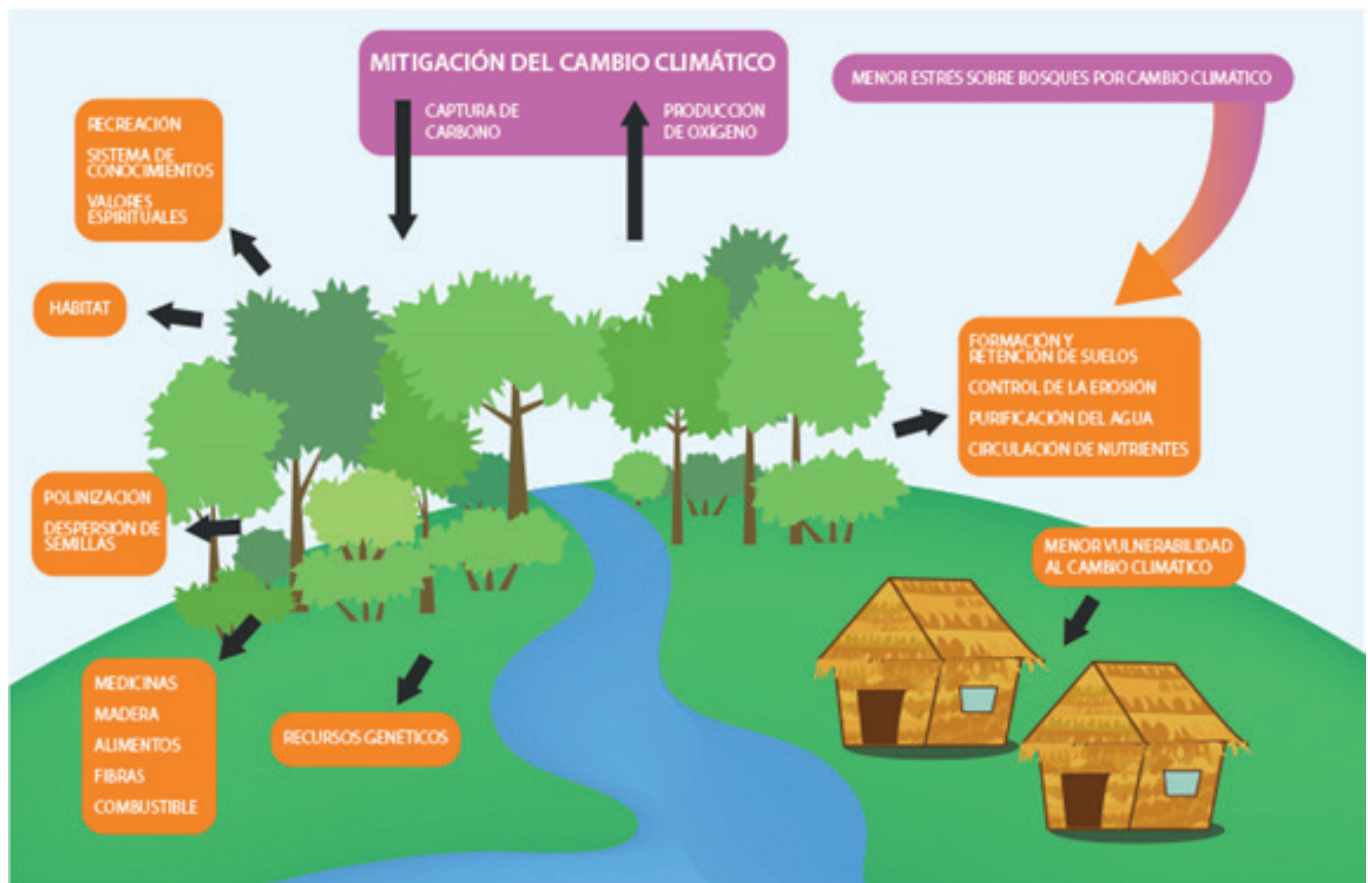 MITIGACIÓN DEL CAMBIO CLIMÁTICO
CAPTURA DE
CARBONO
PRODUCCIÓN
DE OXÍGENO
MENOR ESTRÉS SOBRE BOSQUES POR CAMBIO CLIMÁTICO
RECREACIÓN
SISTEMA DE
CONOCIMIENTOS
VALORES
ESPIRITUALES
HÁBITAT
FORMACIÓN Y
RETENCIÓN DE SUELOS
CONTROL DE LA EROSIÓN
PURIFICACIÓN DEL AGUA
CIRCULACIÓN DE NUTRIENTES
POLINIZACIÓN
DESPERSIÓN DE
SEMILLAS
MENOR VULNERABILIDAD
AL CAMBIO CLIMÁTICO
MEDICINAS
MADERA
ALIMENTOS
FIBRAS
COMBUSTIBLE
RECURSOS GENÉTICOS